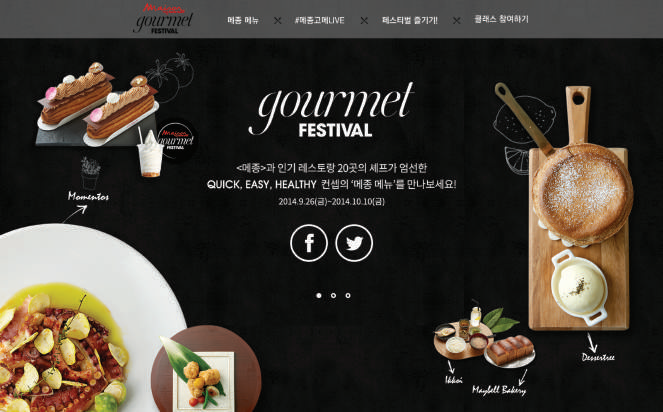 Maison
gourmet
FESTIVAL
메종 메뉴
#메종고메LIVE
페스티벌 즐기기!
클래스 참여하기
gourmet
FESTIVAL
<메종>과 인기 레스토랑 20곳의 셰프가 엄선한
QUICK, EASY, HEALTHY 컨셉의 '메종 메뉴'를 만나보세요!
2014.9.26(금)~2014.10.10(금)
Maison
gourmet
FESTIVAL
Momentos
Ikkoi
Maybell Bakery
Dessertree